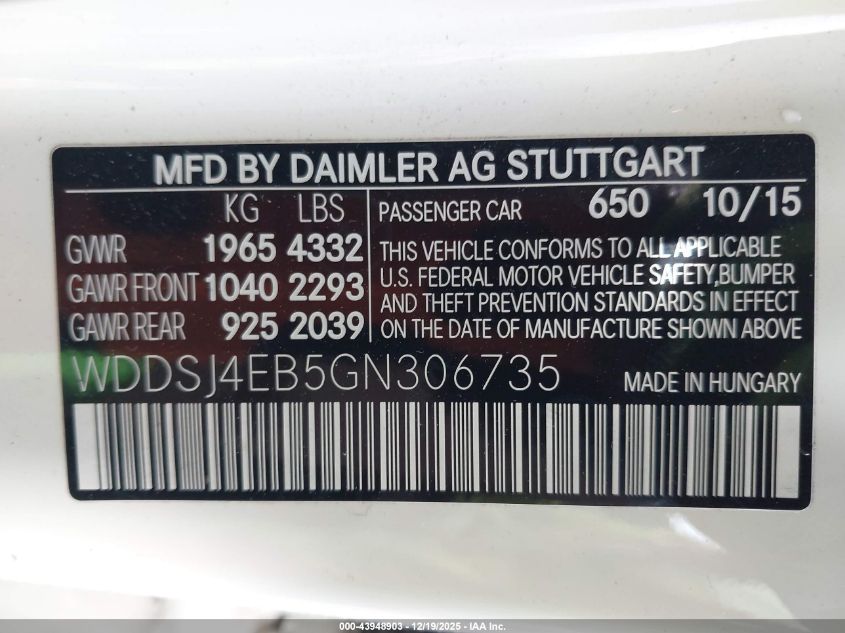 MFD BY DAIMLER AG STUTTGART
KG LBS
GVWR 1965 4332
GAWR FRONT 1040 2293
GAWR REAR 925 2039
PASSENGER CAR 650 10/15
THIS VEHICLE CONFORMS TO ALL APPLICABLE
U.S. FEDERAL MOTOR VEHICLE SAFETY,BUMPER
AND THEFT PREVENTION STANDARDS IN EFFECT
ON THE DATE OF MANUFACTURE SHOWN ABOVE
WDDSJ4EB5GN306735 MADE IN HUNGARY
000-43948903 - 12/19/2025 - IAA Inc.